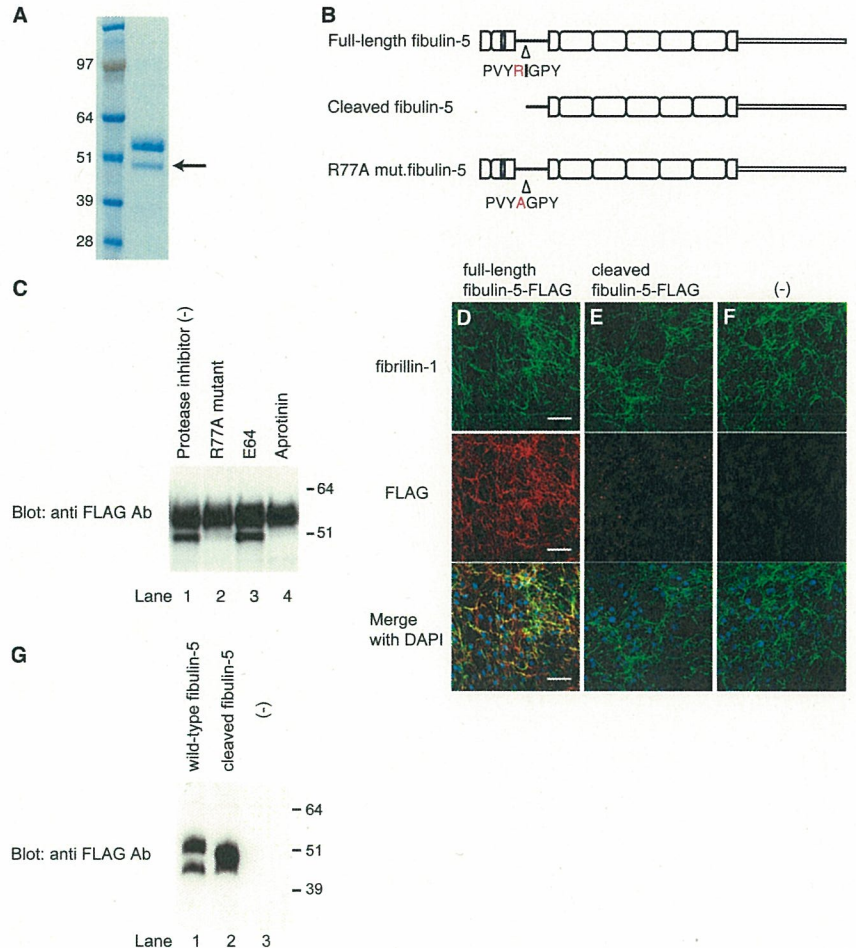 A
97
64
51
39
28
B
Full-length fibulin-5
PVYRIGPY
Cleaved fibulin-5
R77A mut.fibulin-5
PVYAGPY
C
Protease inhibitor (-)
R77A mutant
E64
Aprotinin
64
51
Blot: anti FLAG Ab
Lane 1 2 3 4
full-length
fibulin-5-FLAG
cleaved
fibulin-5-FLAG
(-)
D
E
F
fibrillin-1
FLAG
Merge
with DAPI
G
wild-type fibulin-5
cleaved fibulin-5
(-)
64
51
39
Blot: anti FLAG Ab
Lane 1 2 3